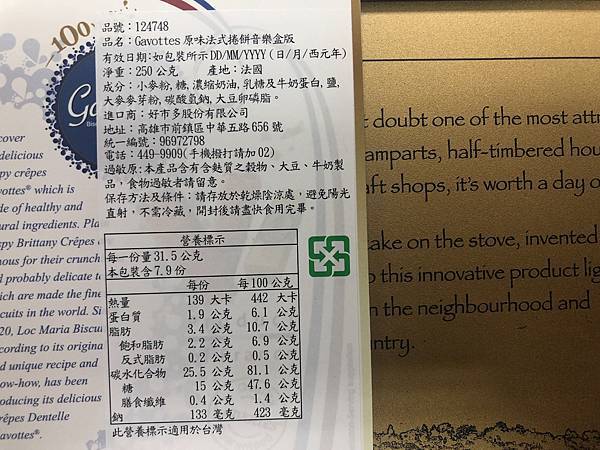 100
Ga
cover
delicious
py crêpes
vottes® which is
de of healthy and
ural ingredients. Pla
spy Brittany Crêpes
nous for their crunch
d probably delicate t
ich are made the fine
cuits in the world. Si
20, Loc Maria Biscu
cording to its origina
d unique recipe and
ow-how, has been
oducing its delicious
rêpes Dentelle
avottes®.
品號：124748
品名：Gavottes 原味法式捲餅音樂盒版
有效日期:如包裝所示 DD/MM/YYYY (日/月/西元年)
淨重：250 公克 產地：法國
成分：小麥粉, 糖, 濃縮奶油, 乳糖及牛奶蛋白, 鹽,
大麥麥芽粉, 碳酸氫鈉, 大豆卵磷脂。
進口商：好市多股份有限公司
地址：高雄市前鎮區中華五路 656 號
統一編號：96972798
電話：449-9909(手機撥打請加 02)
過敏原:本產品含有含麩質之穀物、大豆、牛奶製
品，食物過敏者請留意。
保存方法及條件：請存放於乾燥陰涼處，避免陽光
直射，不需冷藏，開封後請盡快食用完畢。
營養標示
每一份量 31.5 公克
本包裝含 7.9 份
每份 每 100 公克
熱量 139 大卡 442 大卡
蛋白質 1.9 公克 6.1 公克
脂肪 3.4 公克 10.7 公克
飽和脂肪 2.2 公克 6.9 公克
反式脂肪 0.2 公克 0.5 公克
碳水化合物 25.5 公克 81.1 公克
糖 15 公克 47.6 公克
膳食纖維 0.4 公克 1.4 公克
鈉 133 毫克 423 毫克
此營養標示適用於台灣
t doubt one of the most attr
amparts, half-timbered hou
aft shops, it's worth a day o
take on the stove, invented
o this innovative product lig
n the neighbourhood and
ntry.